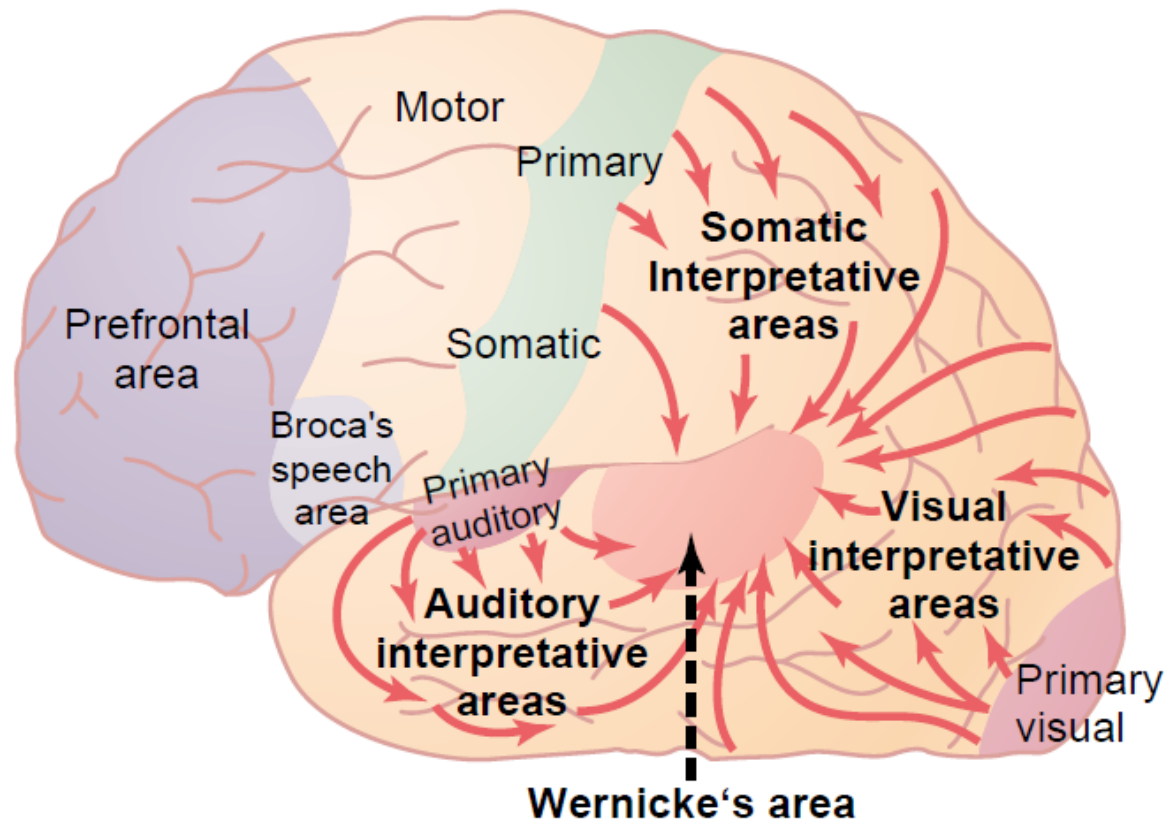 Motor
Primary
Somatic
Interpretative
areas
Prefrontal
area
Somatic
Broca's
speech
area
Primary
auditory
Visual
interpretative
areas
Auditory
interpretative
areas
Primary
visual
Wernicke‘s area